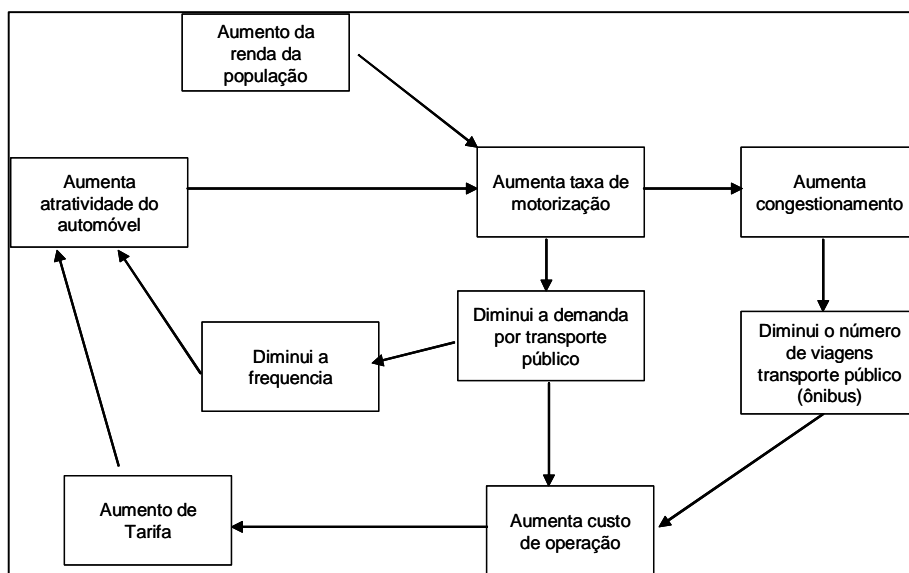 Aumento da
renda da
população
Aumenta
atratividade do
automóvel
Aumenta taxa de
motorização
Aumenta
congestionamento
Diminui a
frequencia
Diminui a demanda
por transporte
público
Diminui o número
de viagens
transporte público
(ônibus)
Aumento de
Tarifa
Aumenta custo
de operação